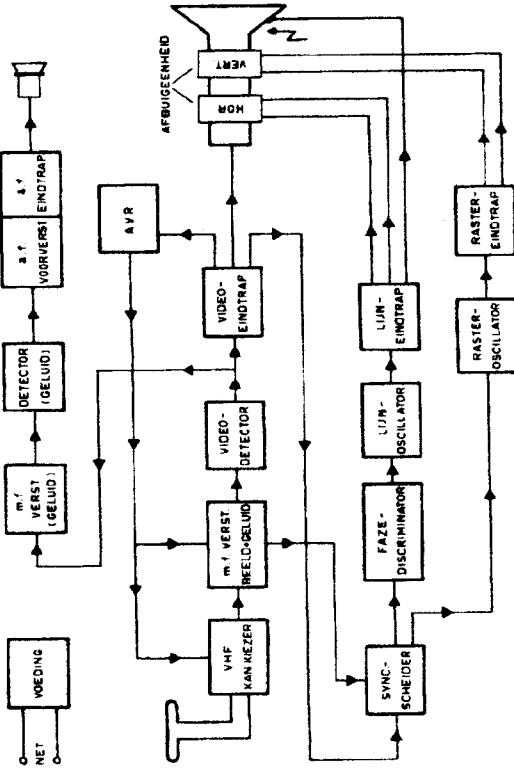 NET
VOEDING
m.f.
VERST
(GELUID)
DETECTOR
(GELUID)
a.f.
VOORVERST
a.f.
EINDTRAP
VHF
KANKIEZER
m.f. VERST.
BEELD+GELUID
VIDEO-
DETECTOR
VIDEO-
EINDTRAP
AVR
AFBUIGEENHEID
HOR
VERT
SYNC-
SCHEIDER
FAZE-
DISCRIMINATOR
LIJN-
OSCILLATOR
LIJN-
EINDTRAP
RASTER-
OSCILLATOR
RASTER-
EINDTRAP